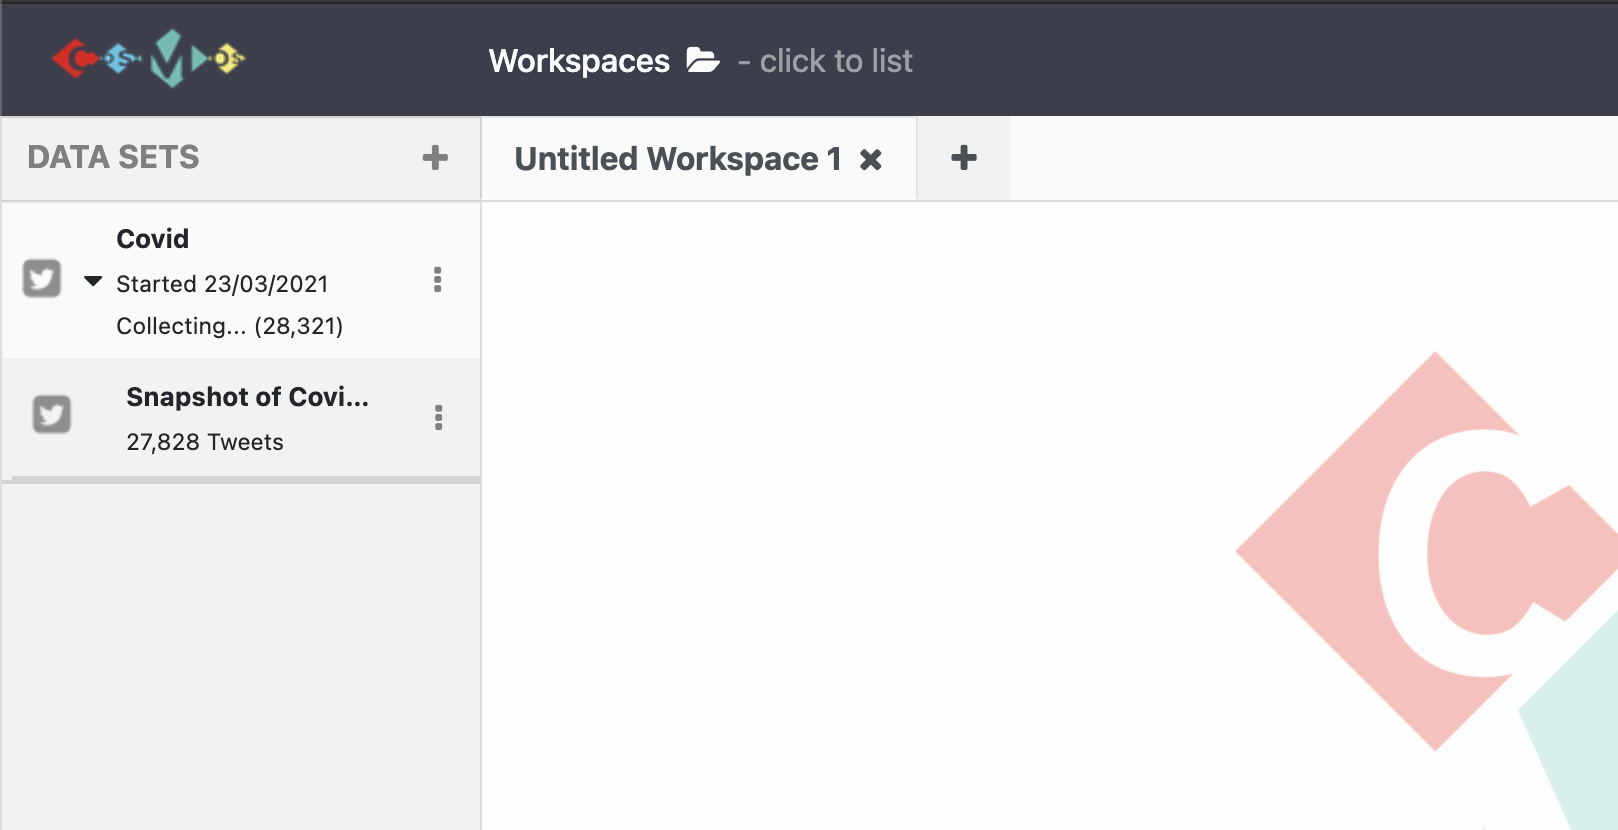 COSMOS
Workspaces - click to list
DATA SETS +
Untitled Workspace 1 ✖ +
Covid
Started 23/03/2021
Collecting... (28,321)
Snapshot of Covi...
27,828 Tweets
C